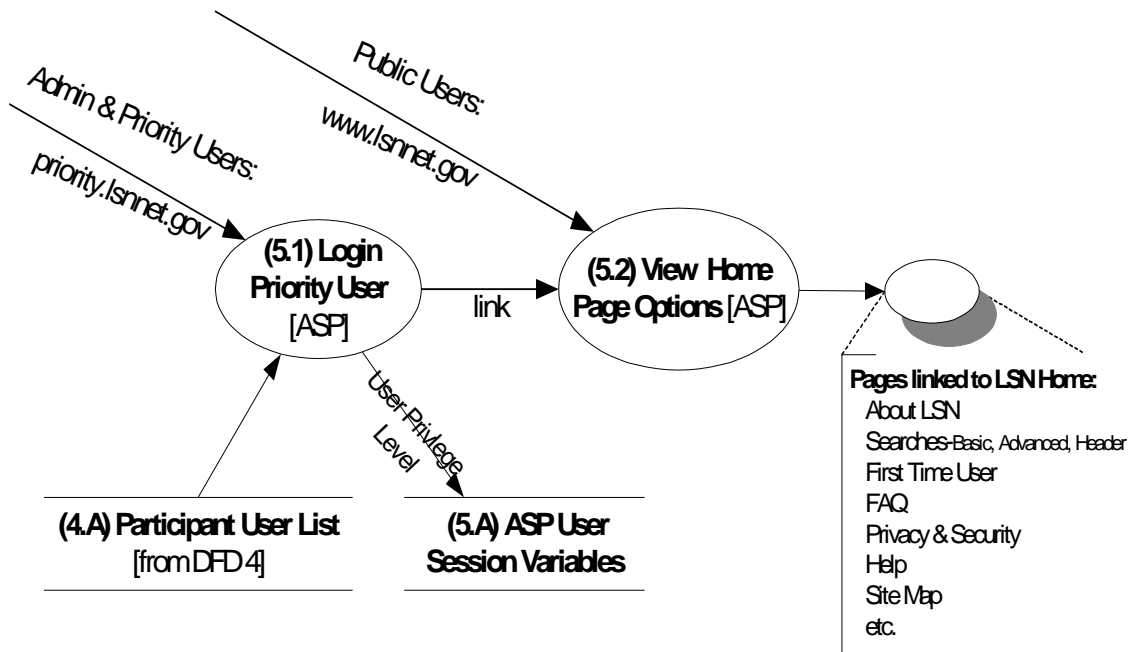 Public Users:
www.lsnnet.gov
Admin & Priority Users:
priority.lsnnet.gov
(5.1) Login
Priority User
[ASP]
link
(5.2) View Home
Page Options [ASP]
User Privlege
Level
(4.A) Participant User List
[from DFD 4]
(5.A) ASP User
Session Variables
Pages linked to LSN Home:
About LSN
Searches-Basic, Advanced, Header
First Time User
FAQ
Privacy & Security
Help
Site Map
etc.